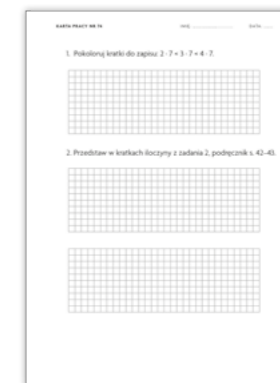 KARTA PRACY NR 74 IMIĘ DATA
1. Pokoloruj kratki do zapisu: 2 · 7 + 3 · 7 + 4 · 7.
2. Przedstaw w kratkach iloczyny z zadania 2, podręcznik s. 42–43.